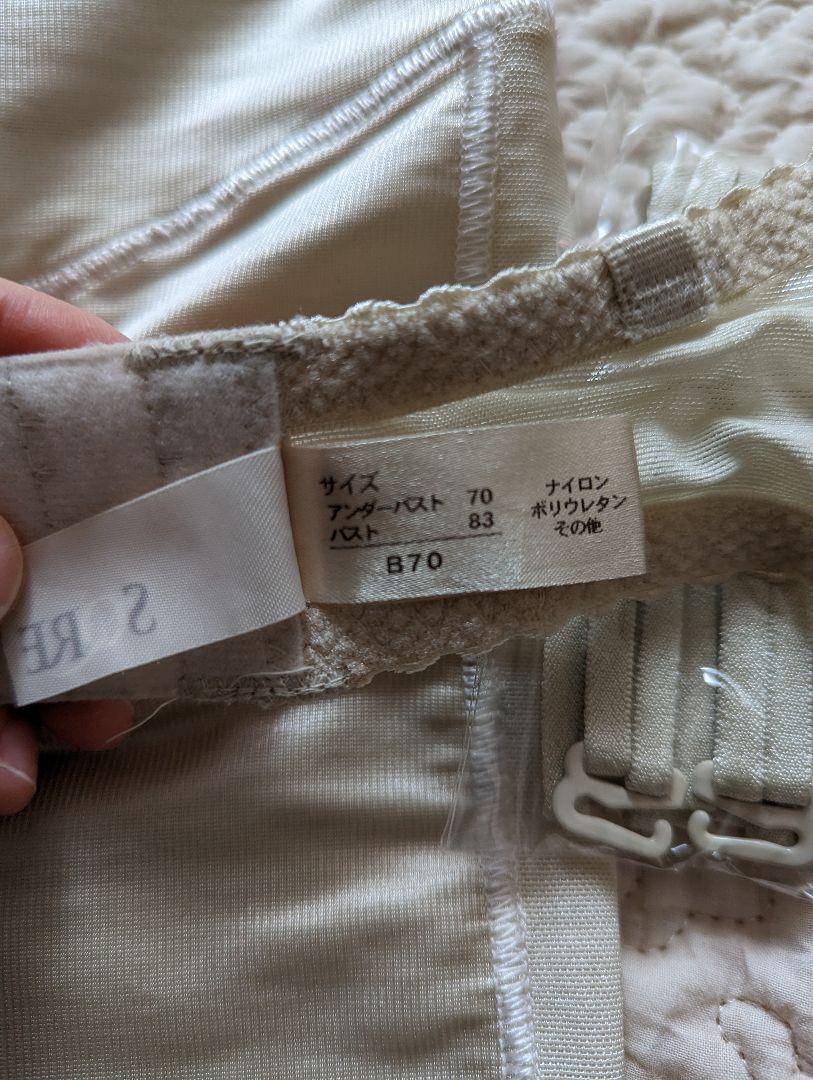 サイズ
アンダーバスト 70
バスト 83
B70
ナイロン
ポリウレタン
その他